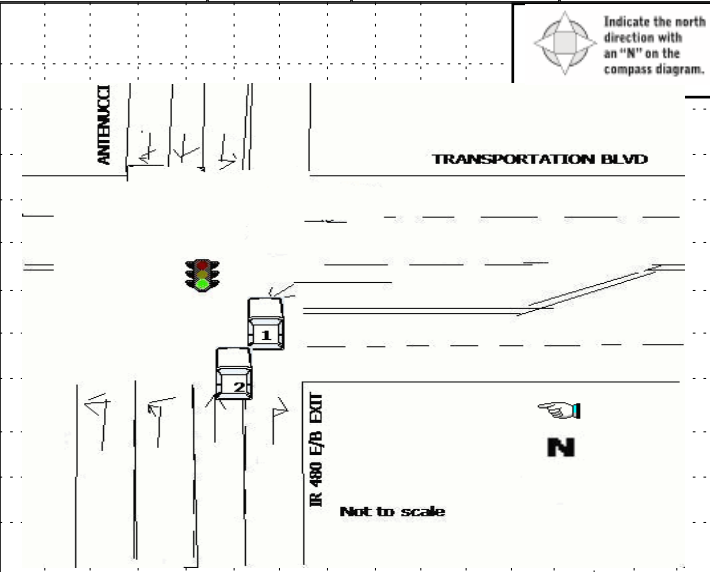 Indicate the north
direction with
an “N” on the
compass diagram.
ANTENUCCI
TRANSPORTATION BLVD
1
2
IR 480 E/B EXIT
N
Not to scale